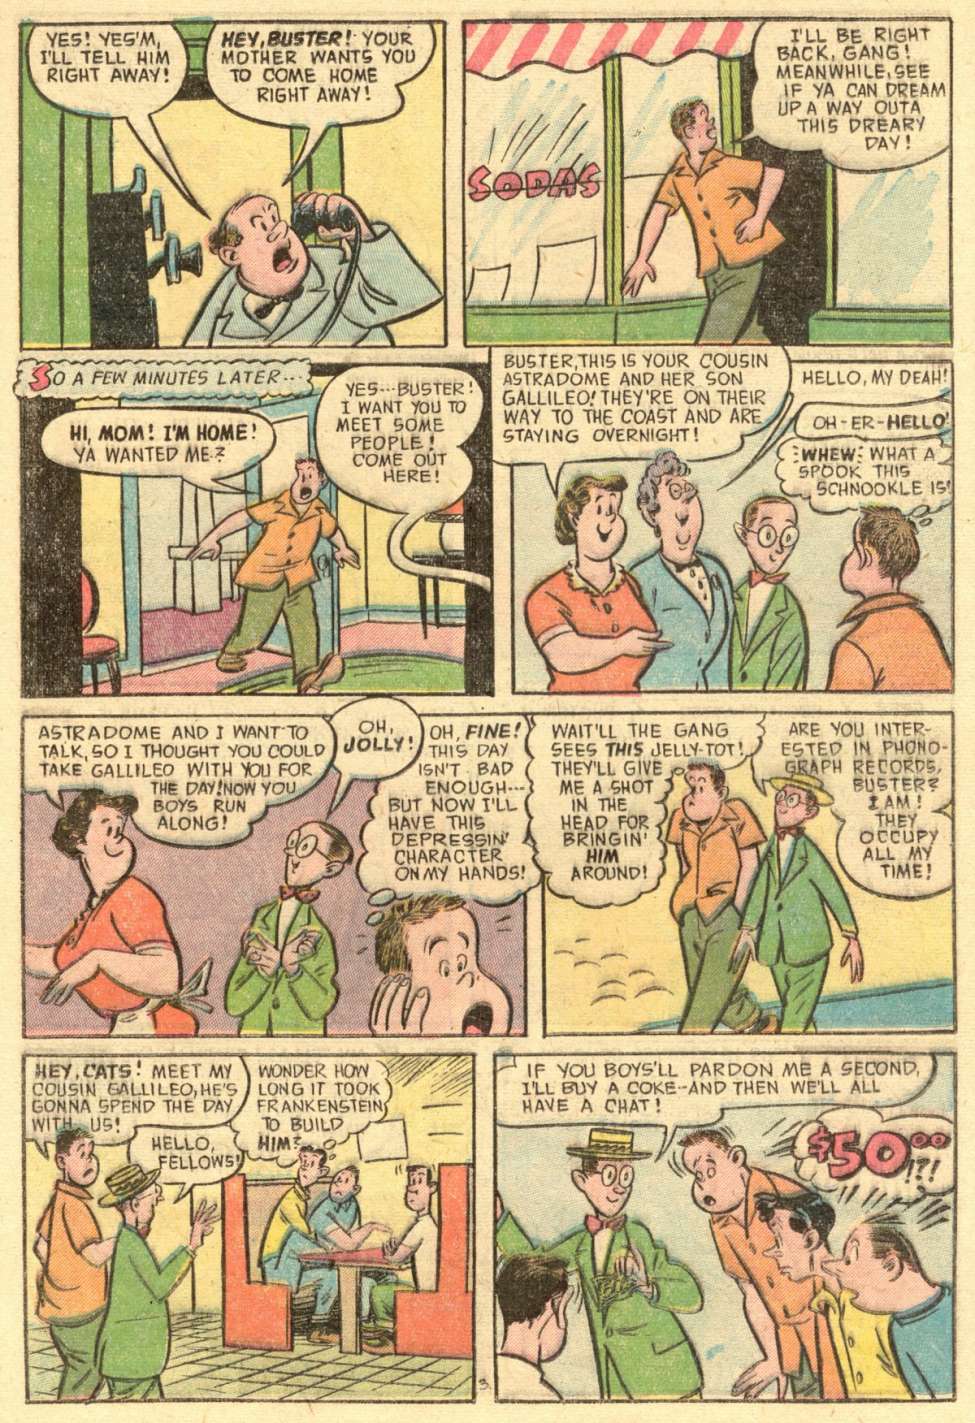 YES! YES'M,
I'LL TELL HIM
RIGHT AWAY!
HEY, BUSTER! YOUR
MOTHER WANTS YOU
TO COME HOME
RIGHT AWAY!
I'LL BE RIGHT
BACK, GANG!
MEANWHILE, SEE
IF YA CAN DREAM
UP A WAY OUTA
THIS DREARY
DAY!
SODAS
SO A FEW MINUTES LATER---
HI, MOM! I'M HOME!
YA WANTED ME?
YES---BUSTER!
I WANT YOU TO
MEET SOME
PEOPLE!
COME OUT
HERE!
BUSTER, THIS IS YOUR COUSIN
ASTRADOME AND HER SON
GALLILEO! THEY'RE ON THEIR
WAY TO THE COAST AND ARE
STAYING OVERNIGHT!
HELLO, MY DEAH!
OH-ER-HELLO!
WHEW! WHAT A
SPOOK THIS
SCHNOOKLE IS!
ASTRADOME AND I WANT TO
TALK, SO I THOUGHT YOU COULD
TAKE GALLILEO WITH YOU FOR
THE DAY! NOW YOU
BOYS RUN
ALONG!
OH,
JOLLY!
OH, FINE!
THIS DAY
ISN'T BAD
ENOUGH---
BUT NOW I'LL
HAVE THIS
DEPRESSIN'
CHARACTER
ON MY HANDS!
WAIT'LL THE GANG
SEES THIS JELLY-TOT!
THEY'LL GIVE
ME A SHOT
IN THE
HEAD FOR
BRINGIN'
HIM
AROUND!
ARE YOU INTER-
ESTED IN PHONO-
GRAPH RECORDS,
BUSTER?
I AM!
THEY
OCCUPY
ALL MY
TIME!
HEY, CATS! MEET MY
COUSIN GALLILEO, HE'S
GONNA SPEND THE DAY
WITH US!
HELLO,
FELLOWS!
WONDER HOW
LONG IT TOOK
FRANKENSTEIN
TO BUILD
HIM?
3
IF YOU BOYS'LL PARDON ME A SECOND,
I'LL BUY A COKE--AND THEN WE'LL ALL
HAVE A CHAT!
$50.00
!?!